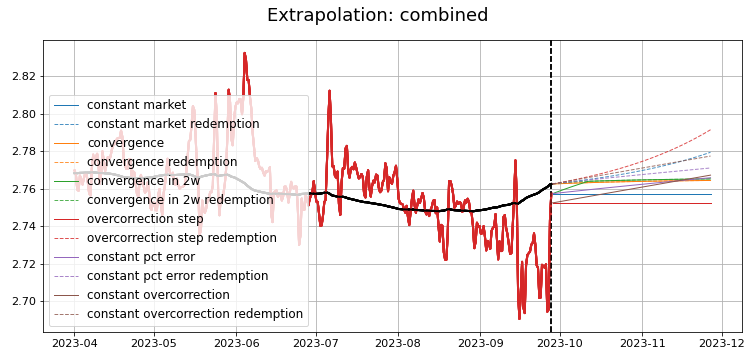 Extrapolation: combined
2.82
2.80
2.78
2.76
2.74
2.72
2.70
constant market
constant market redemption
convergence
convergence redemption
convergence in 2w
convergence in 2w redemption
overcorrection step
overcorrection step redemption
constant pct error
constant pct error redemption
constant overcorrection
constant overcorrection redemption
2023-04 2023-05 2023-06 2023-07 2023-08 2023-09 2023-10 2023-11 2023-12